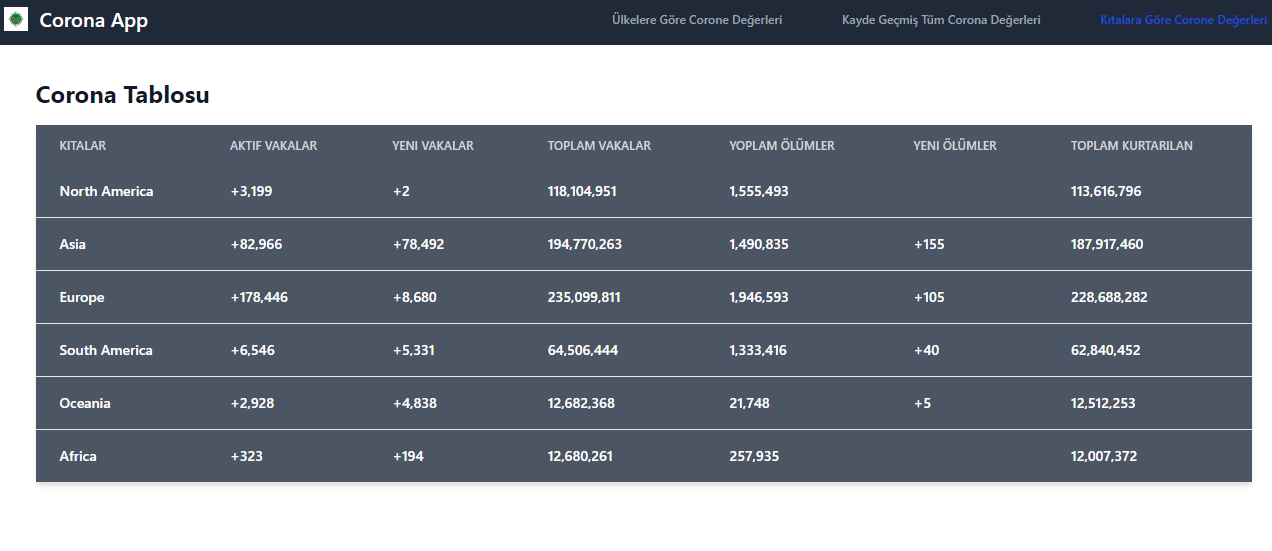 Corona App Ülkelere Göre Corone Değerleri Kayde Geçmiş Tüm Corona Değerleri Kıtalara Göre Corone Değerleri
Corona Tablosu
KITALAR AKTIF VAKALAR YENI VAKALAR TOPLAM VAKALAR YOPLAM ÖLÜMLER YENI ÖLÜMLER TOPLAM KURTARILAN
North America +3,199 +2 118,104,951 1,555,493 113,616,796
Asia +82,966 +78,492 194,770,263 1,490,835 +155 187,917,460
Europe +178,446 +8,680 235,099,811 1,946,593 +105 228,688,282
South America +6,546 +5,331 64,506,444 1,333,416 +40 62,840,452
Oceania +2,928 +4,838 12,682,368 21,748 +5 12,512,253
Africa +323 +194 12,680,261 257,935 12,007,372